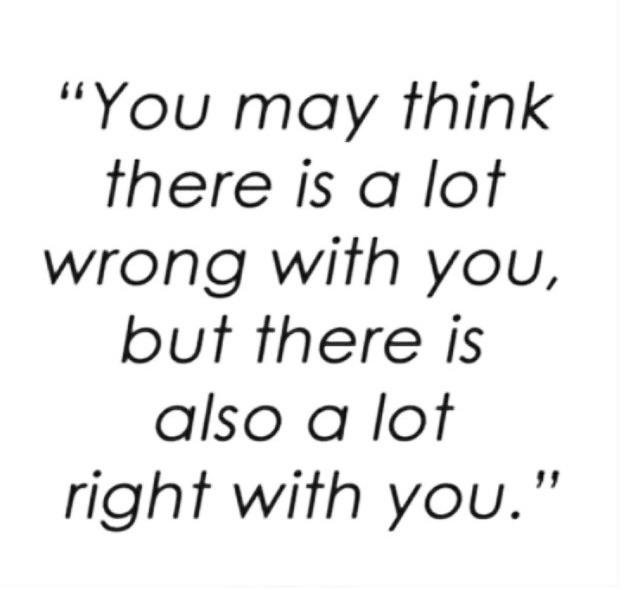 “You may think
there is a lot
wrong with you,
but there is
also a lot
right with you.”